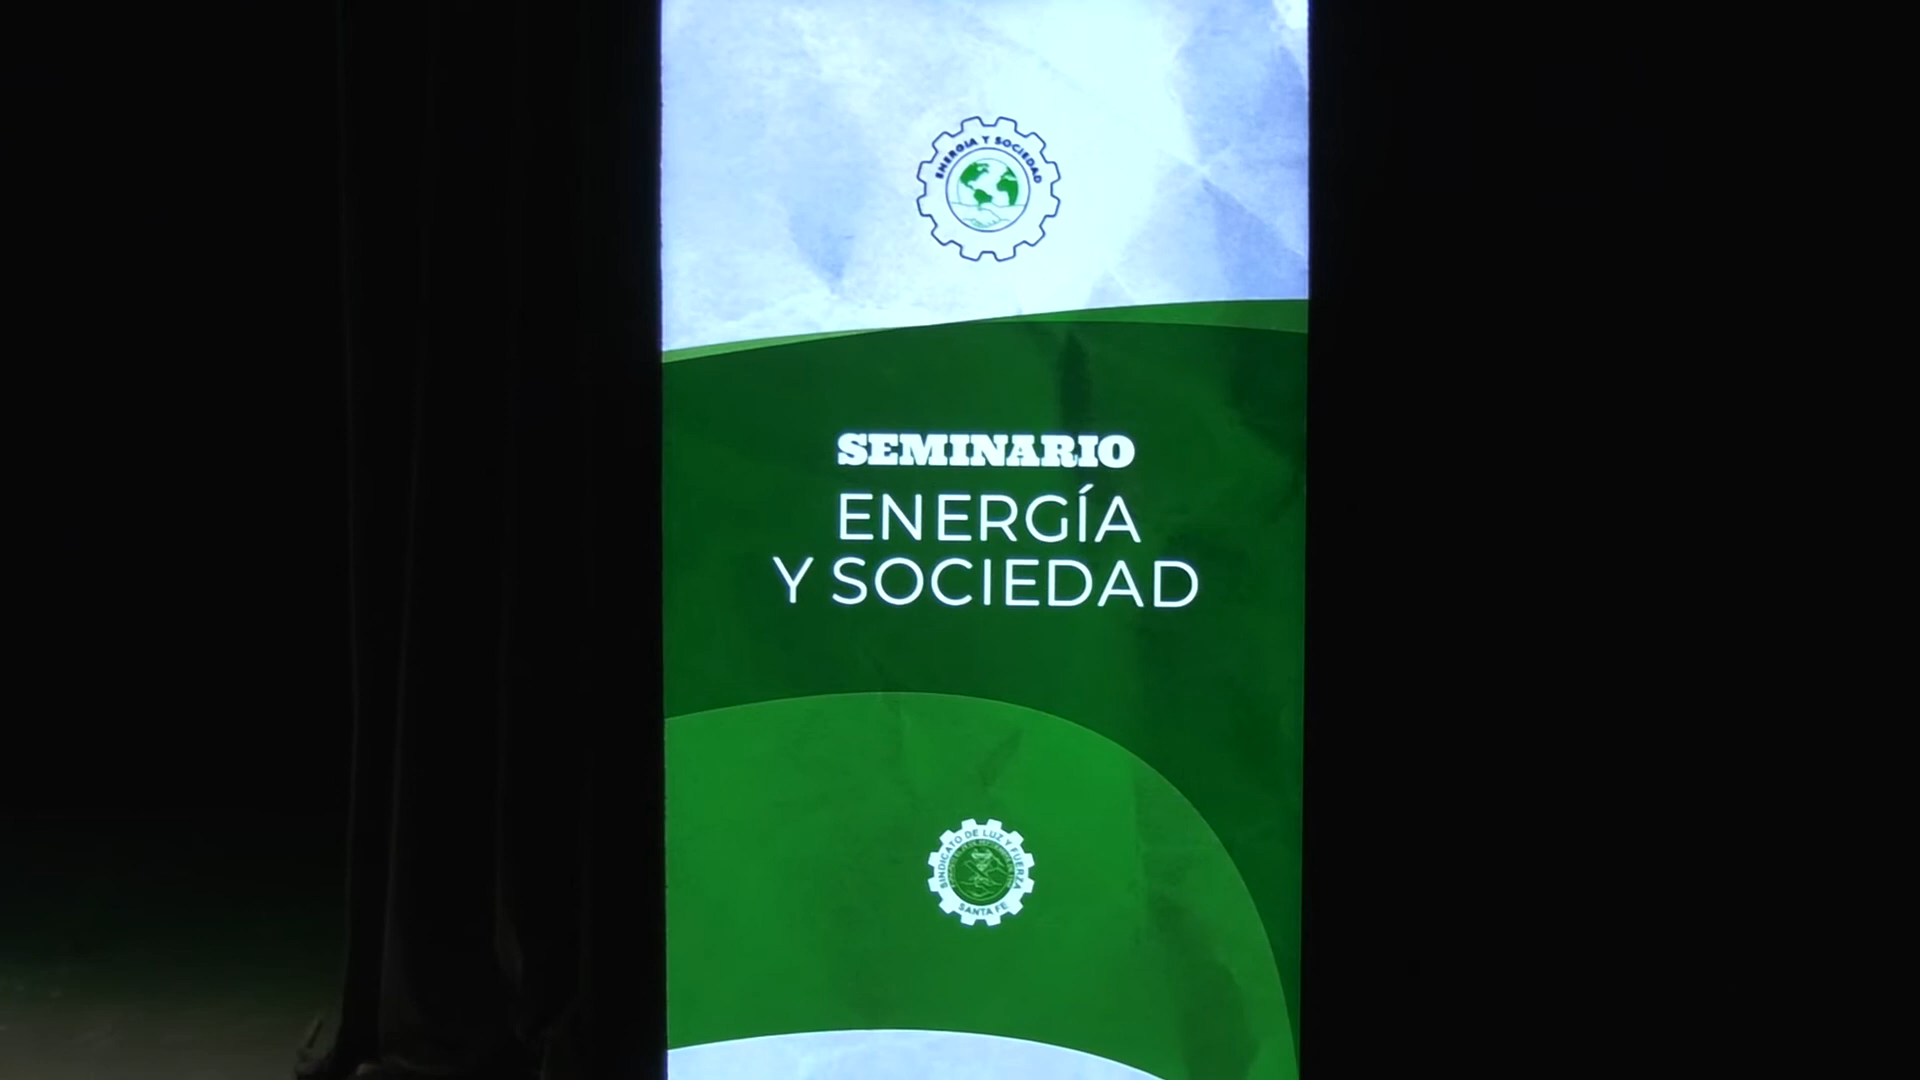 ENERGIA Y SOCIEDAD
SEMINARIO
ENERGÍA
Y SOCIEDAD
SINDICATO DE LUZ Y FUERZA
SANTA FE